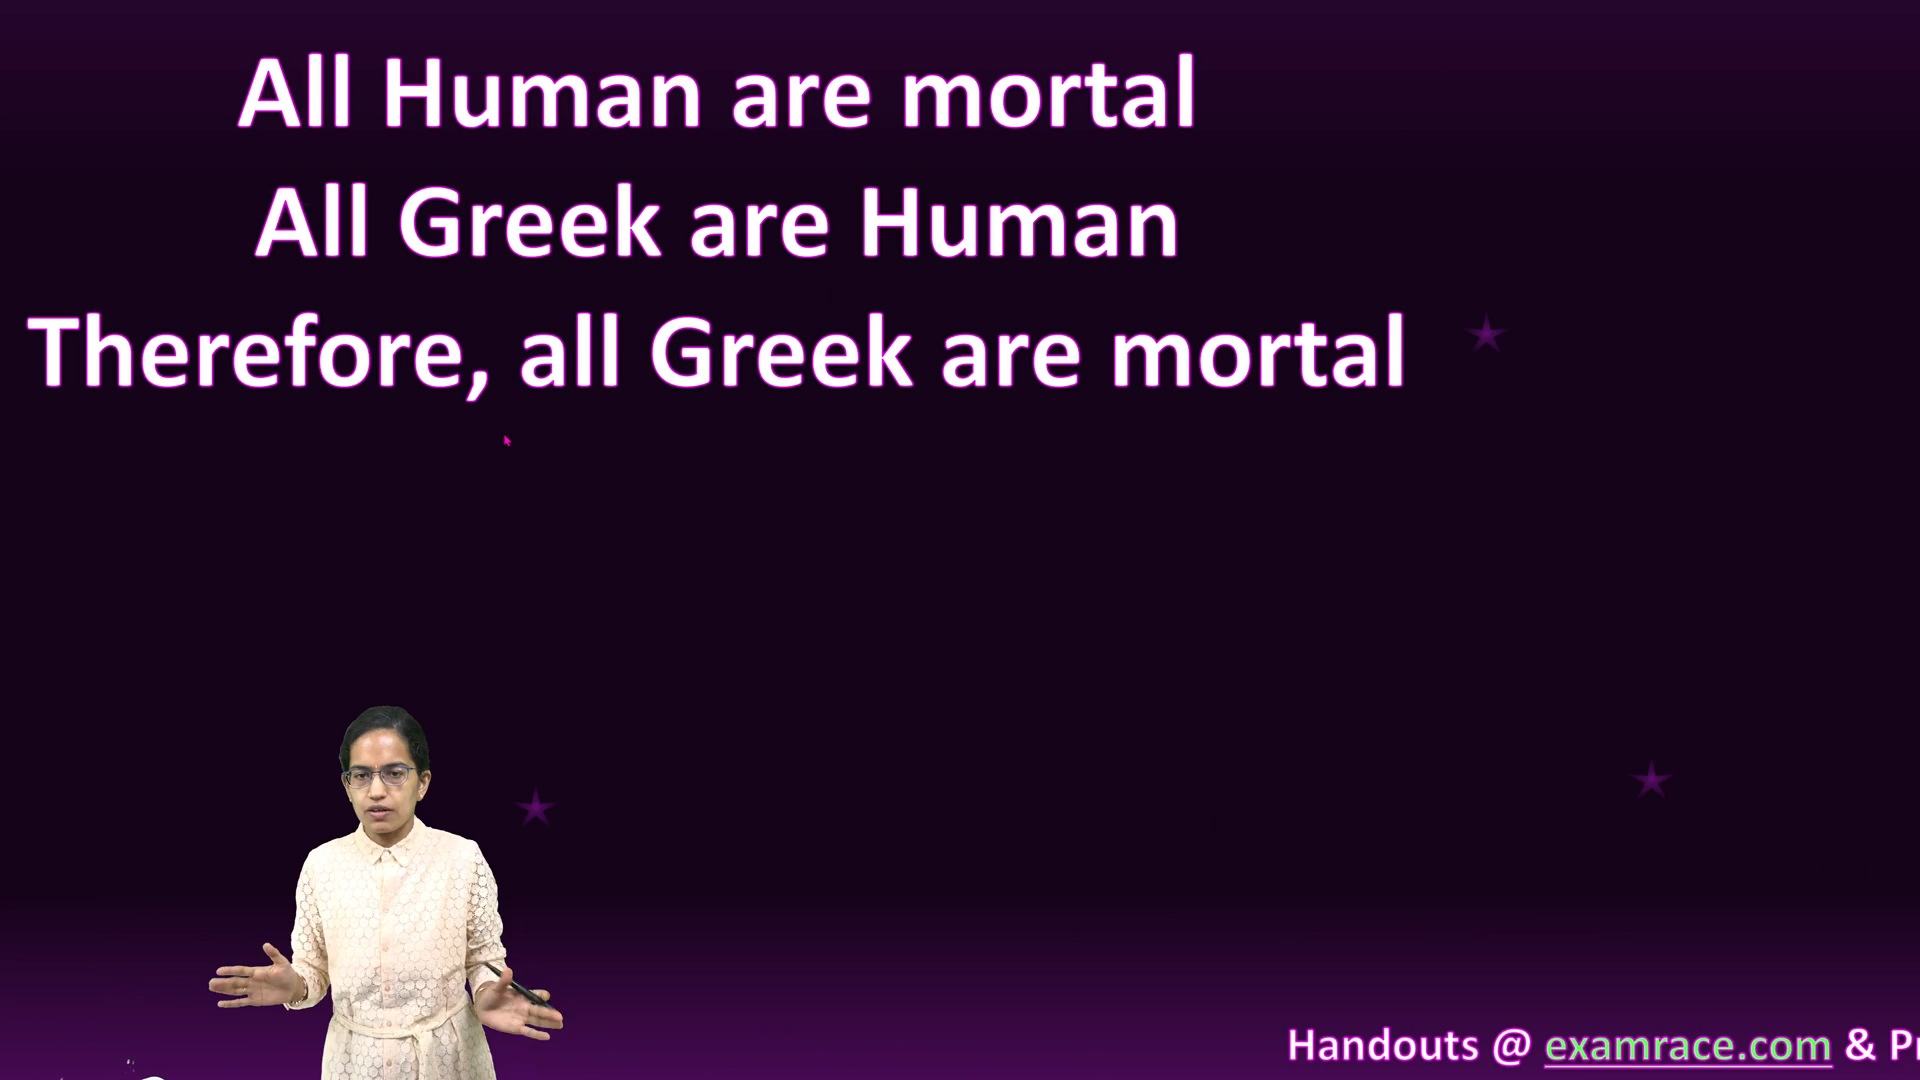 All Human are mortal
All Greek are Human
Therefore, all Greek are mortal
Handouts @ examrace.com &